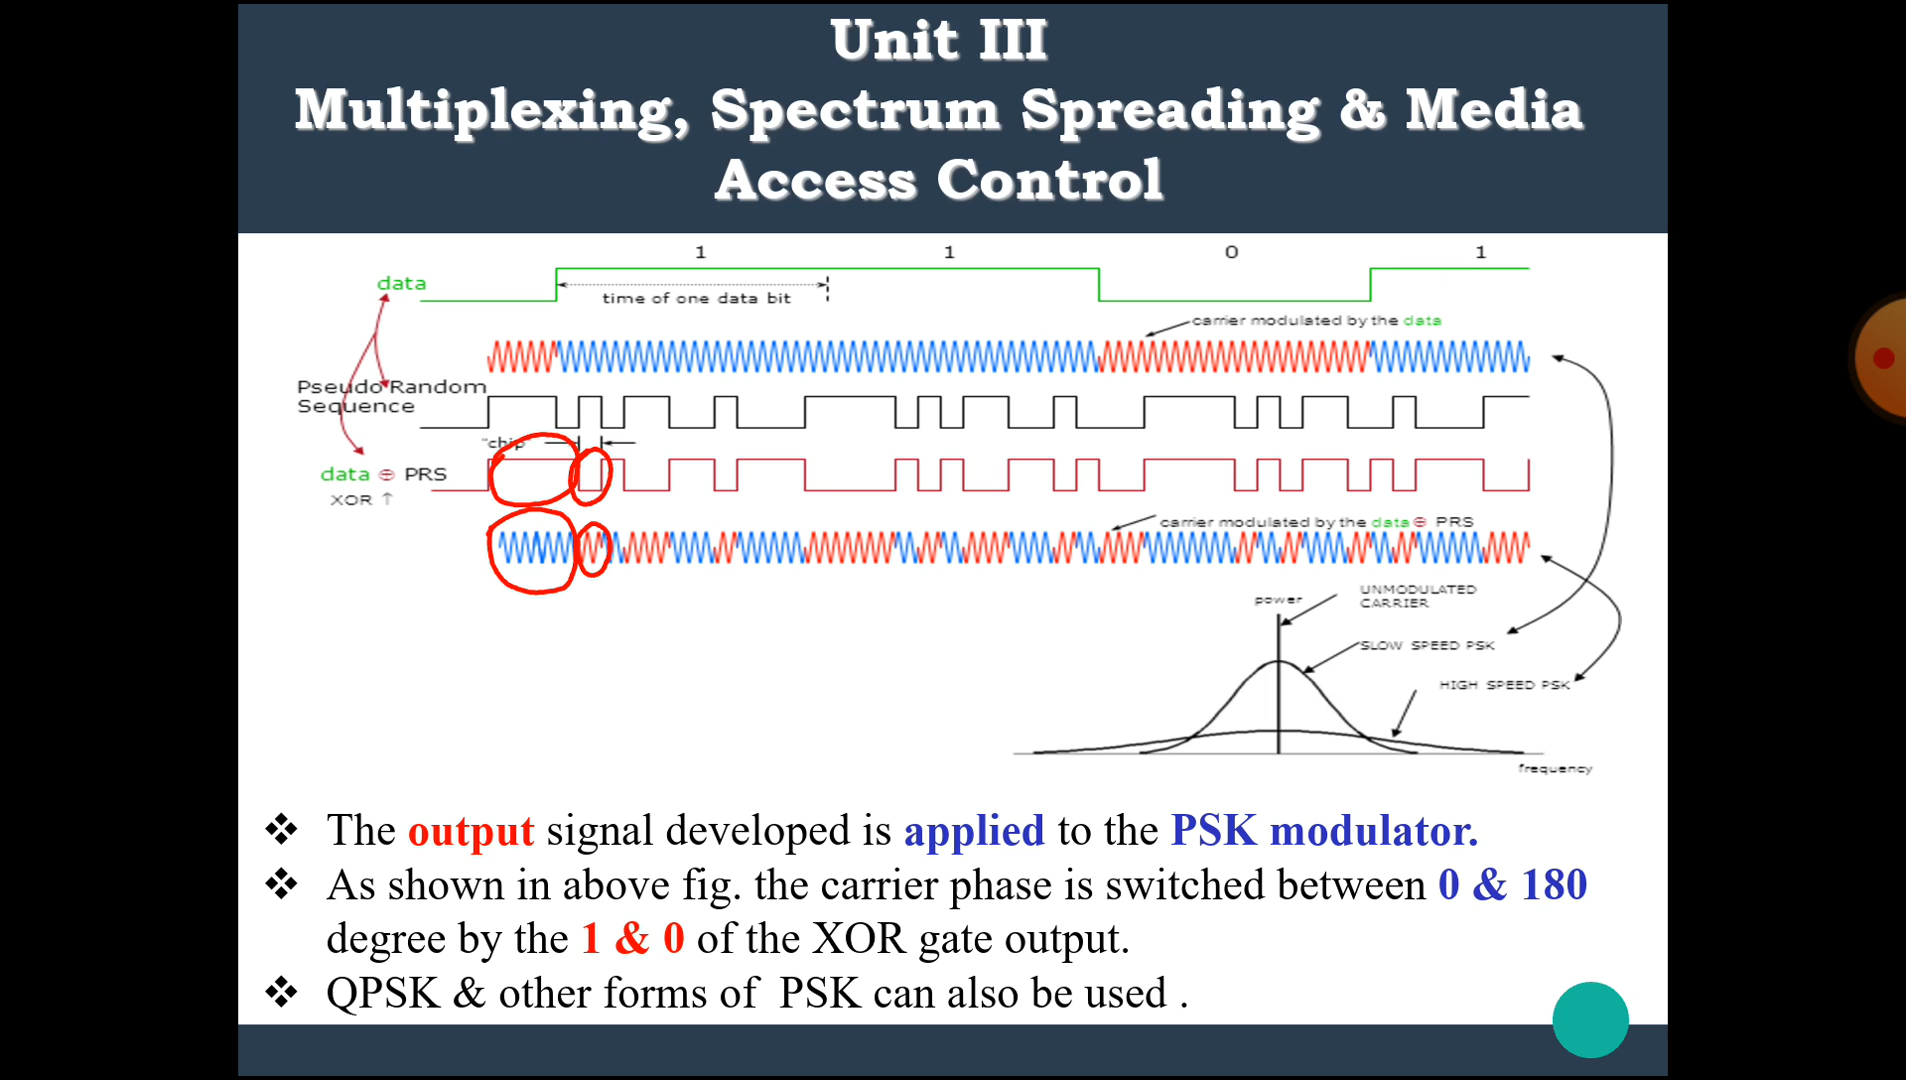 Unit III
Multiplexing, Spectrum Spreading & Media
Access Control
1 1 0 1
data
time of one data bit
carrier modulated by the data
Pseudo Random
Sequence
"chip"
data ⊖ PRS
XOR ↑
carrier modulated by the data ⊖ PRS
power
UNMODULATED
CARRIER
SLOW SPEED PSK
HIGH SPEED PSK
frequency
❖ The output signal developed is applied to the PSK modulator.
❖ As shown in above fig. the carrier phase is switched between 0 & 180
degree by the 1 & 0 of the XOR gate output.
❖ QPSK & other forms of PSK can also be used .